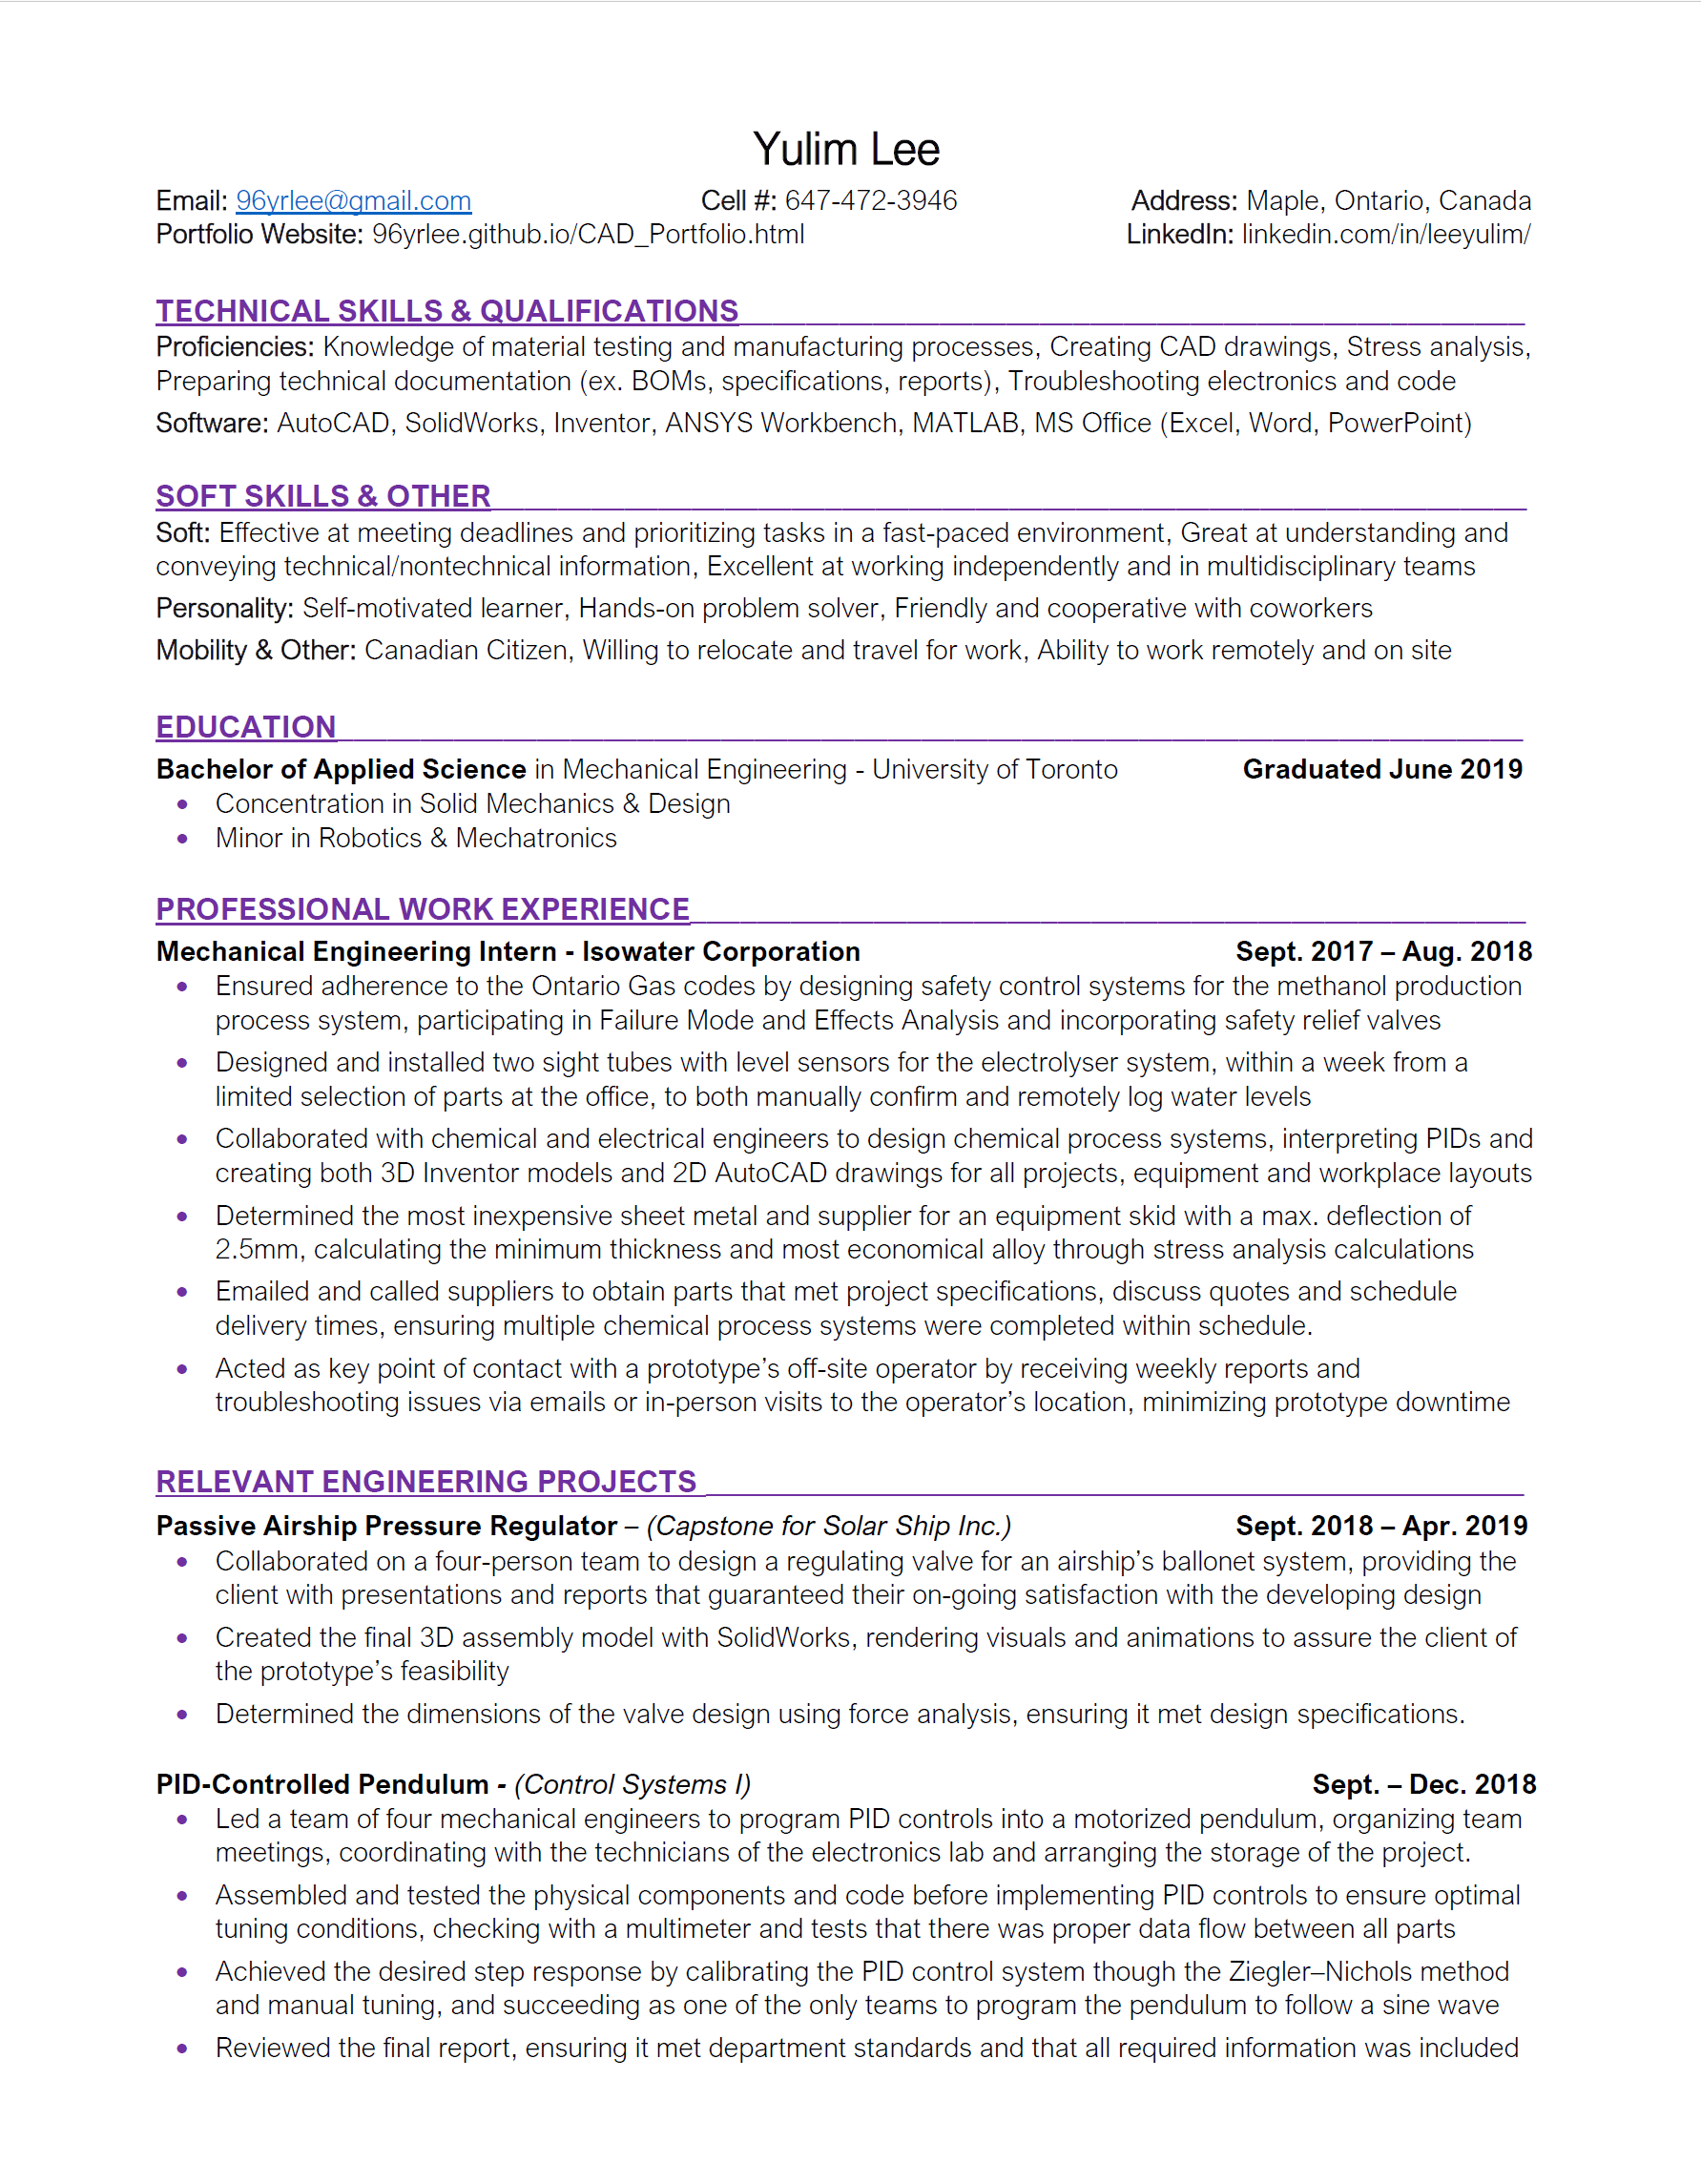 Yulim Lee
Email: 96yrlee@gmail.com Cell #: 647-472-3946 Address: Maple, Ontario, Canada
Portfolio Website: 96yrlee.github.io/CAD_Portfolio.html LinkedIn: linkedin.com/in/leeyulim/
TECHNICAL SKILLS & QUALIFICATIONS
Proficiencies: Knowledge of material testing and manufacturing processes, Creating CAD drawings, Stress analysis,
Preparing technical documentation (ex. BOMs, specifications, reports), Troubleshooting electronics and code
Software: AutoCAD, SolidWorks, Inventor, ANSYS Workbench, MATLAB, MS Office (Excel, Word, PowerPoint)
SOFT SKILLS & OTHER
Soft: Effective at meeting deadlines and prioritizing tasks in a fast-paced environment, Great at understanding and
conveying technical/nontechnical information, Excellent at working independently and in multidisciplinary teams
Personality: Self-motivated learner, Hands-on problem solver, Friendly and cooperative with coworkers
Mobility & Other: Canadian Citizen, Willing to relocate and travel for work, Ability to work remotely and on site
EDUCATION
Bachelor of Applied Science in Mechanical Engineering - University of Toronto Graduated June 2019
• Concentration in Solid Mechanics & Design
• Minor in Robotics & Mechatronics
PROFESSIONAL WORK EXPERIENCE
Mechanical Engineering Intern - Isowater Corporation Sept. 2017 – Aug. 2018
• Ensured adherence to the Ontario Gas codes by designing safety control systems for the methanol production
process system, participating in Failure Mode and Effects Analysis and incorporating safety relief valves
• Designed and installed two sight tubes with level sensors for the electrolyser system, within a week from a
limited selection of parts at the office, to both manually confirm and remotely log water levels
• Collaborated with chemical and electrical engineers to design chemical process systems, interpreting PIDs and
creating both 3D Inventor models and 2D AutoCAD drawings for all projects, equipment and workplace layouts
• Determined the most inexpensive sheet metal and supplier for an equipment skid with a max. deflection of
2.5mm, calculating the minimum thickness and most economical alloy through stress analysis calculations
• Emailed and called suppliers to obtain parts that met project specifications, discuss quotes and schedule
delivery times, ensuring multiple chemical process systems were completed within schedule.
• Acted as key point of contact with a prototype’s off-site operator by receiving weekly reports and
troubleshooting issues via emails or in-person visits to the operator’s location, minimizing prototype downtime
RELEVANT ENGINEERING PROJECTS
Passive Airship Pressure Regulator – (Capstone for Solar Ship Inc.) Sept. 2018 – Apr. 2019
• Collaborated on a four-person team to design a regulating valve for an airship’s ballonet system, providing the
client with presentations and reports that guaranteed their on-going satisfaction with the developing design
• Created the final 3D assembly model with SolidWorks, rendering visuals and animations to assure the client of
the prototype’s feasibility
• Determined the dimensions of the valve design using force analysis, ensuring it met design specifications.
PID-Controlled Pendulum - (Control Systems I) Sept. – Dec. 2018
• Led a team of four mechanical engineers to program PID controls into a motorized pendulum, organizing team
meetings, coordinating with the technicians of the electronics lab and arranging the storage of the project.
• Assembled and tested the physical components and code before implementing PID controls to ensure optimal
tuning conditions, checking with a multimeter and tests that there was proper data flow between all parts
• Achieved the desired step response by calibrating the PID control system though the Ziegler–Nichols method
and manual tuning, and succeeding as one of the only teams to program the pendulum to follow a sine wave
• Reviewed the final report, ensuring it met department standards and that all required information was included